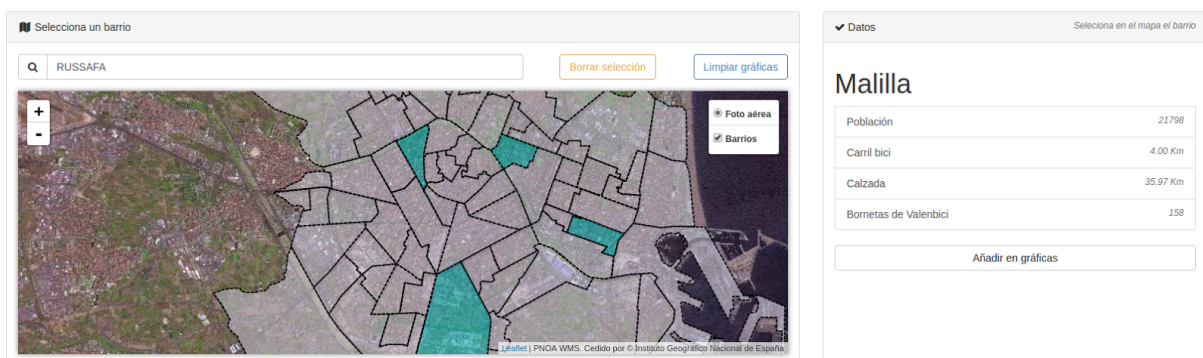 Selecciona un barrio
RUSSAFA
Borrar selección
Limpiar gráficas
+
-
Foto aérea
Barrios
Leaflet | PNOA WMS. Cedido por © Instituto Geográfico Nacional de España
Datos
Seleciona en el mapa el barrio
Malilla
Población 21798
Carril bici 4.00 Km
Calzada 35.97 Km
Bornetas de Valenbici 158
Añadir en gráficas